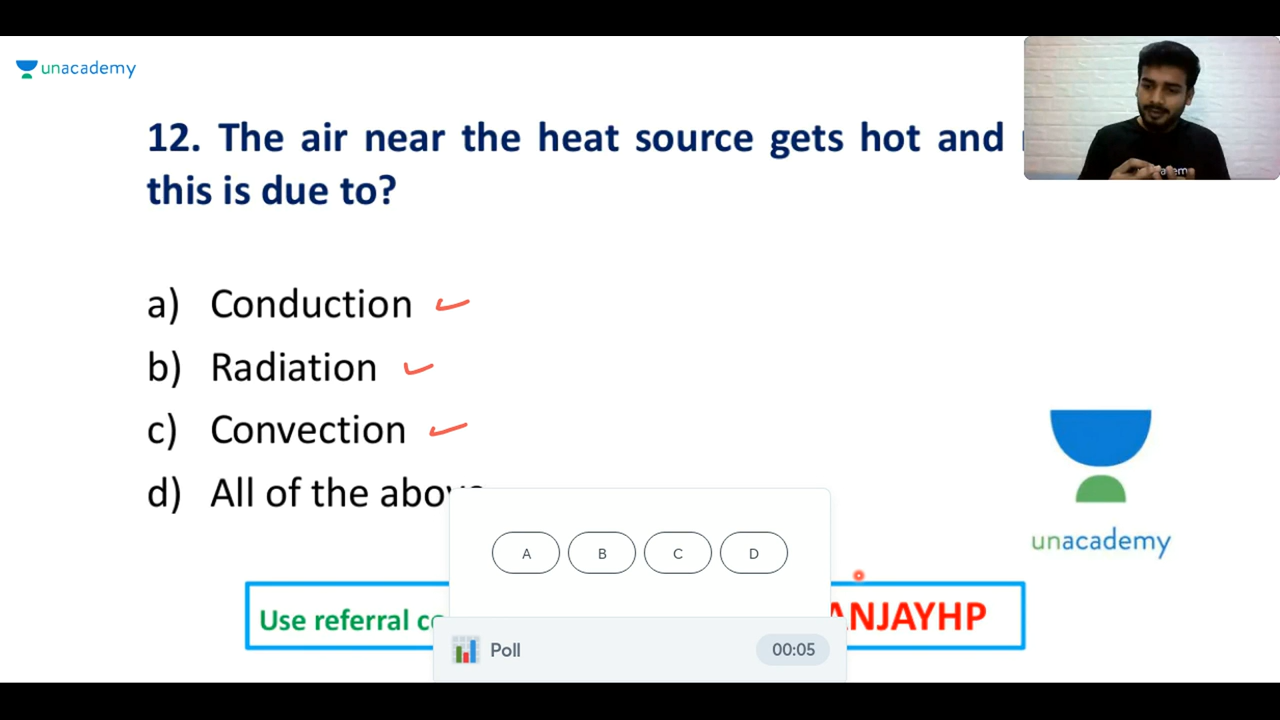 unacademy
12. The air near the heat source gets hot and
this is due to?
a) Conduction
b) Radiation
c) Convection
d) All of the above
A B C D
unacademy
Use referral
ANJAYHP
Poll 00:05